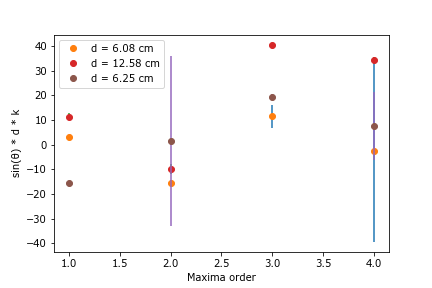 d = 6.08 cm
d = 12.58 cm
d = 6.25 cm
sin(θ) * d * k
40
30
20
10
0
−10
−20
−30
−40
1.0 1.5 2.0 2.5 3.0 3.5 4.0
Maxima order